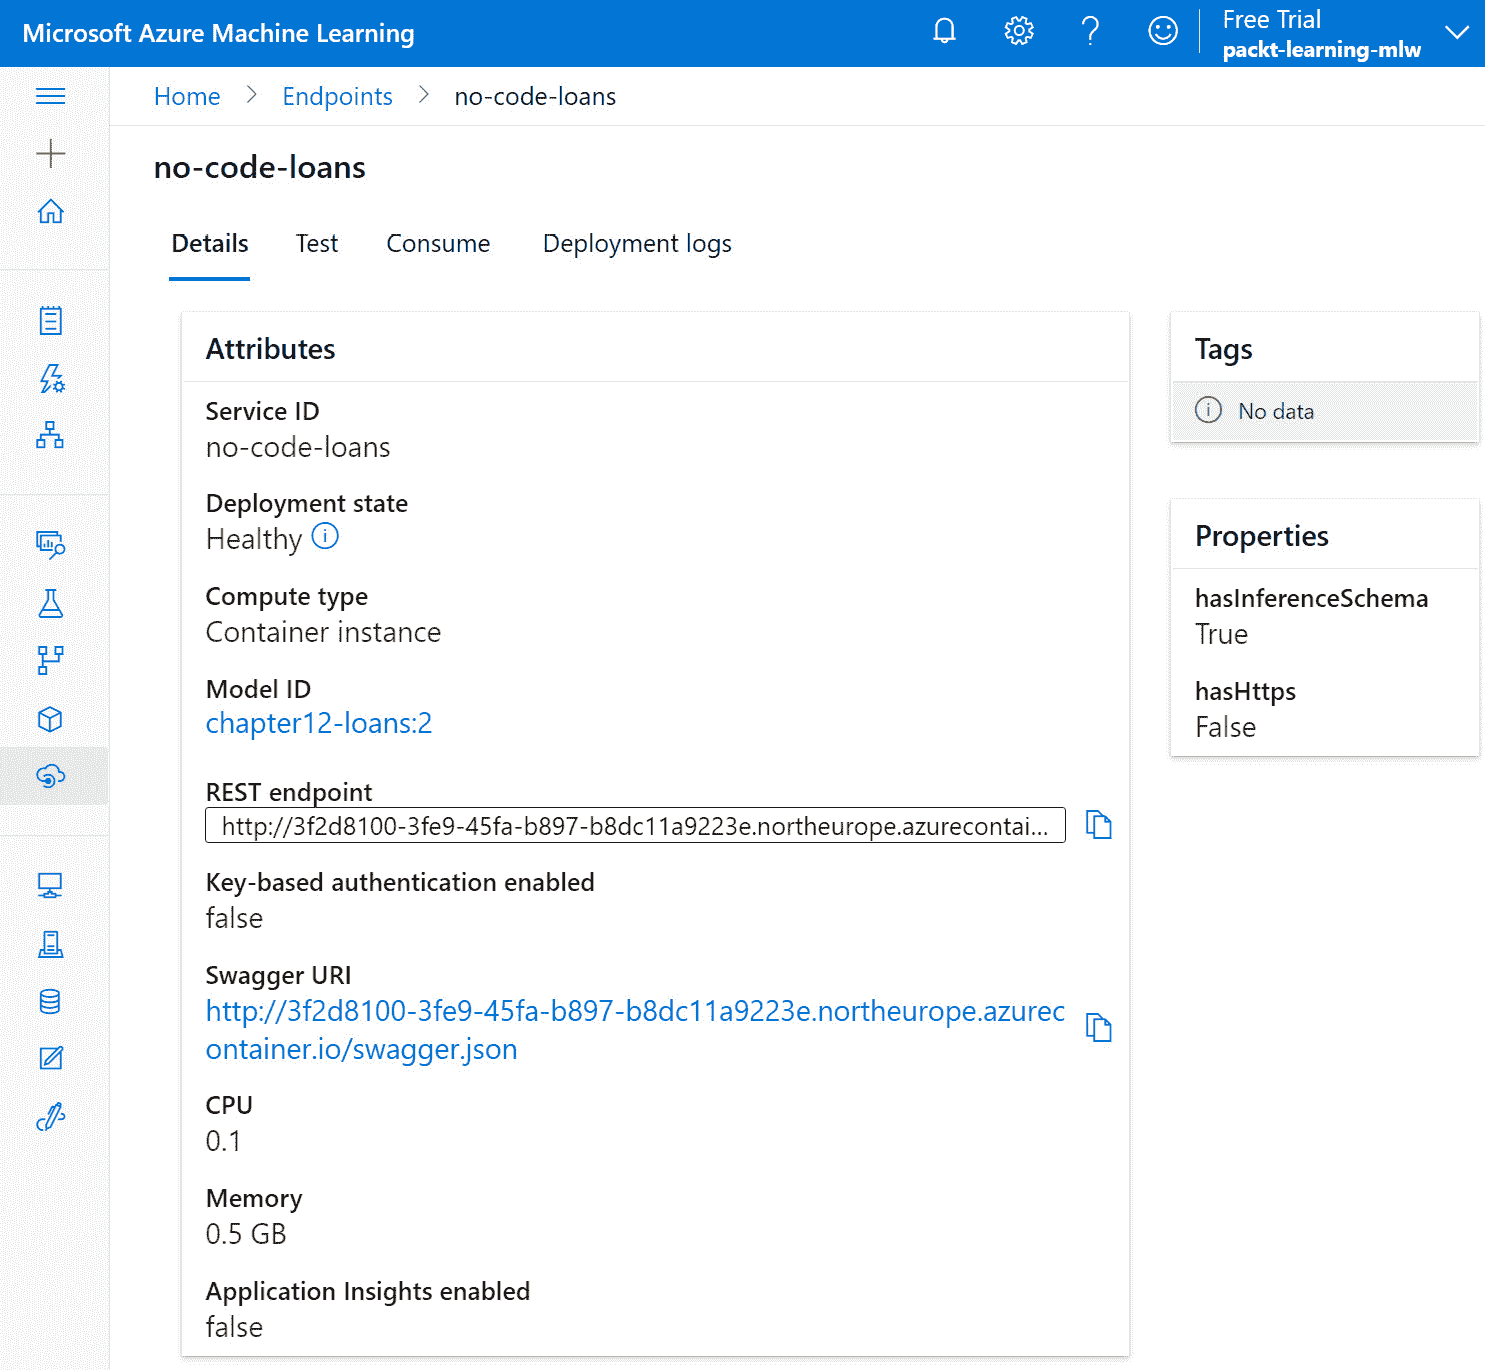 Microsoft Azure Machine Learning
Free Trial
packt-learning-mlw
Home > Endpoints > no-code-loans
no-code-loans
Details Test Consume Deployment logs
Attributes
Service ID
no-code-loans
Deployment state
Healthy
Compute type
Container instance
Model ID
chapter12-loans:2
REST endpoint
http://3f2d8100-3fe9-45fa-b897-b8dc11a9223e.northeurope.azurecontai...
Key-based authentication enabled
false
Swagger URI
http://3f2d8100-3fe9-45fa-b897-b8dc11a9223e.northeurope.azurec
ontainer.io/swagger.json
CPU
0.1
Memory
0.5 GB
Application Insights enabled
false
Tags
No data
Properties
hasInferenceSchema
True
hasHttps
False